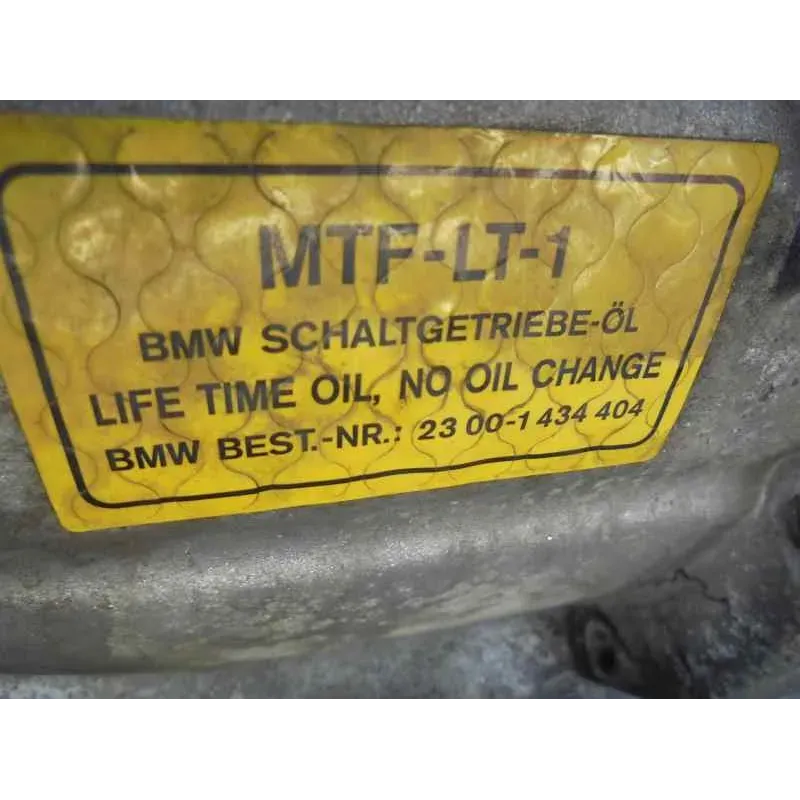 MTF-LT-1
BMW SCHALTGETRIEBE-ÖL
LIFE TIME OIL, NO OIL CHANGE
BMW BEST.-NR.: 23 00-1 434 404